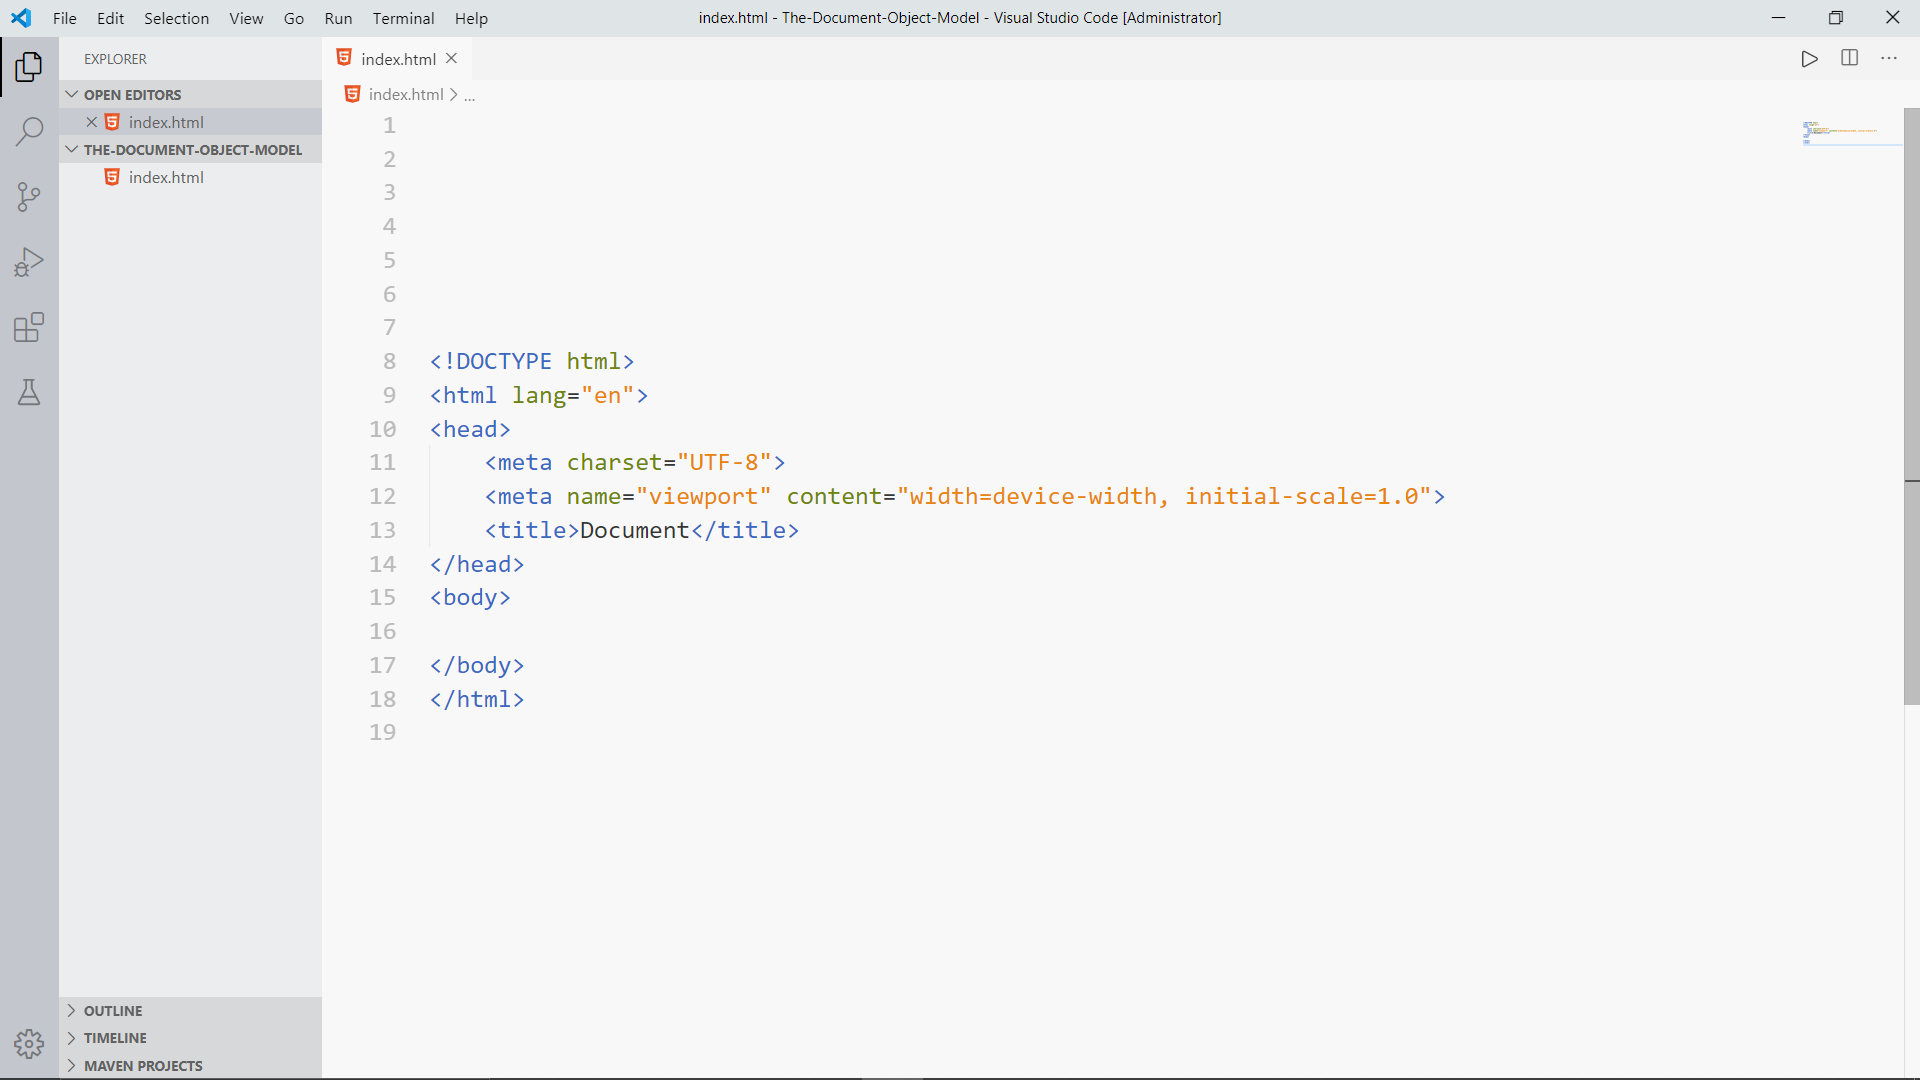 File Edit Selection View Go Run Terminal Help
index.html - The-Document-Object-Model - Visual Studio Code [Administrator]
EXPLORER
OPEN EDITORS
index.html
THE-DOCUMENT-OBJECT-MODEL
index.html
OUTLINE
TIMELINE
MAVEN PROJECTS
index.html
index.html > ...
1
2
3
4
5
6
7
8 <!DOCTYPE html>
9 <html lang="en">
10 <head>
11     <meta charset="UTF-8">
12     <meta name="viewport" content="width=device-width, initial-scale=1.0">
13     <title>Document</title>
14 </head>
15 <body>
16
17 </body>
18 </html>
19